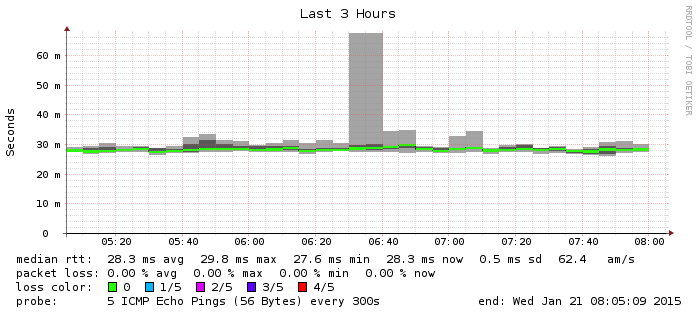 Last 3 Hours
RRDTOOL / TOBI OETIKER
Seconds
60 m
50 m
40 m
30 m
20 m
10 m
0
05:20 05:40 06:00 06:20 06:40 07:00 07:20 07:40 08:00
median rtt: 28.3 ms avg 29.8 ms max 27.6 ms min 28.3 ms now 0.5 ms sd 62.4 am/s
packet loss: 0.00 % avg 0.00 % max 0.00 % min 0.00 % now
loss color: 0 1/5 2/5 3/5 4/5
probe: 5 ICMP Echo Pings (56 Bytes) every 300s end: Wed Jan 21 08:05:09 2015